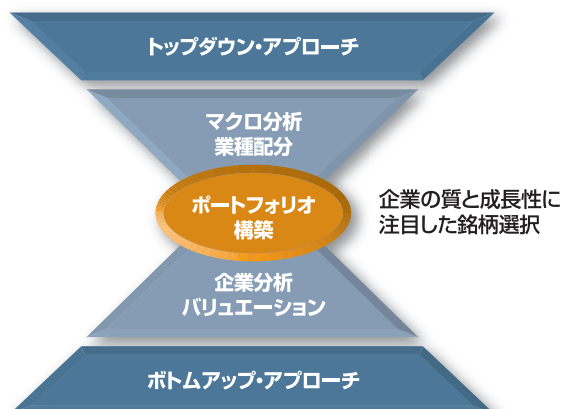 トップダウン・アプローチ
マクロ分析
業種配分
ポートフォリオ
構築
企業の質と成長性に
注目した銘柄選択
企業分析
バリュエーション
ボトムアップ・アプローチ